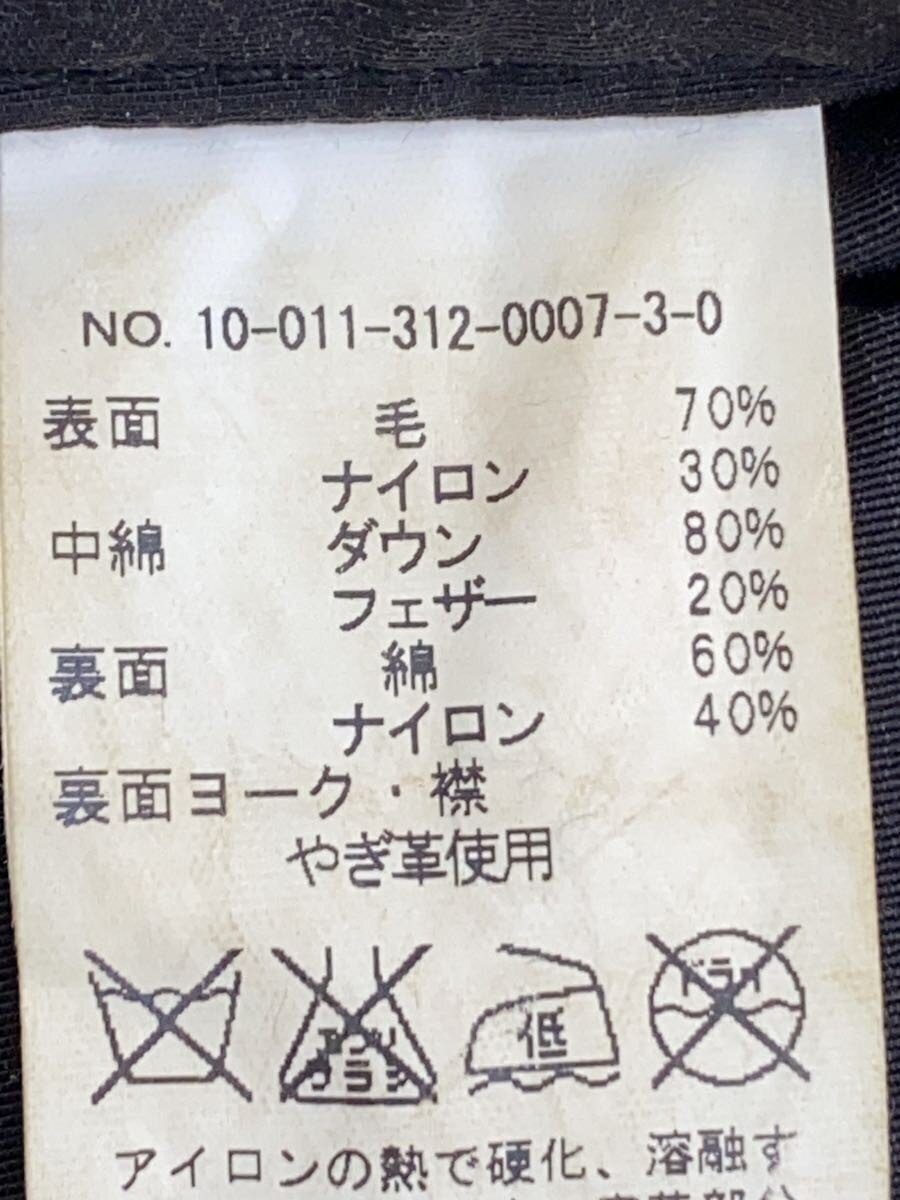 NO. 10-011-312-0007-3-0
表面 毛 70%
ナイロン 30%
中綿 ダウン 80%
フェザー 20%
裏面 綿 60%
ナイロン 40%
裏面ヨーク・襟
やぎ革使用
低
ドライ
アイロンの熱で硬化、溶融す